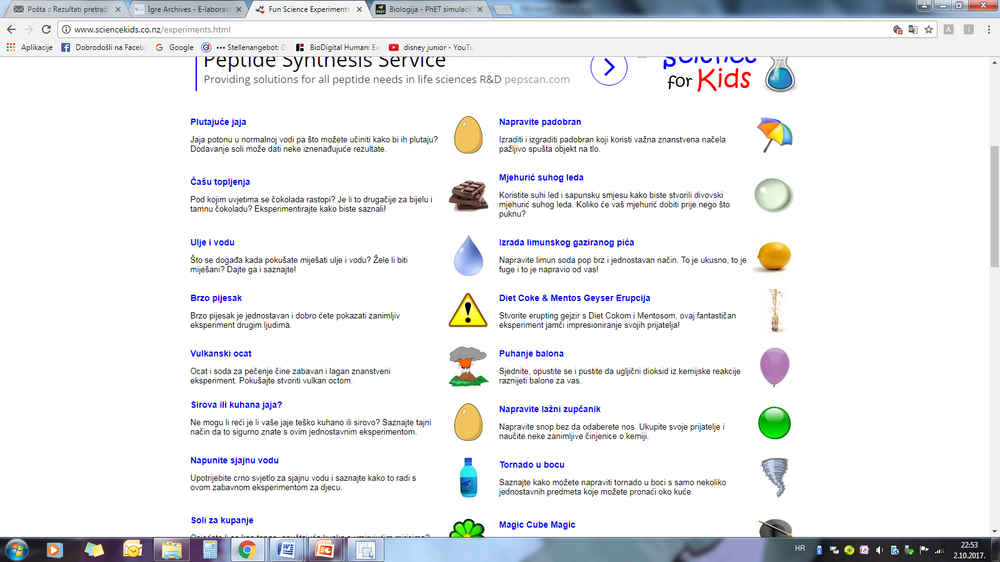 Pošta :: Rezultati pretraži
Igre Archives - E-laborato
Fun Science Experiments
Biologija - PhET simulacij
www.sciencekids.co.nz/experiments.html
Aplikacije
Dobrodošli na Facebo
Google
••• Stellenangebot: G
BioDigital Human: Exp
disney junior - YouTu
Peptide Synthesis Service
Providing solutions for all peptide needs in life sciences R&D pepscan.com
Science
for Kids
Plutajuće jaja
Jaja potonu u normalnoj vodi pa što možete učiniti kako bi ih plutaju?
Dodavanje soli može dati neke iznenađujuće rezultate.
Čašu topljenja
Pod kojim uvjetima se čokolada rastopi? Je li to drugačije za bijelu i
tamnu čokoladu? Eksperimentirajte kako biste saznali!
Ulje i vodu
Što se događa kada pokušate miješati ulje i vodu? Žele li biti
miješani? Dajte ga i saznajte!
Brzo pijesak
Brzo pijesak je jednostavan i dobro ćete pokazati zanimljiv
eksperiment drugim ljudima.
Vulkanski ocat
Ocat i soda za pečenje čine zabavan i lagan znanstveni
eksperiment. Pokušajte stvoriti vulkan octom.
Sirova ili kuhana jaja?
Ne mogu li reći je li vaše jaje teško kuhano ili sirovo? Saznajte tajni
način da to sigurno znate s ovim jednostavnim eksperimentom.
Napunite sjajnu vodu
Upotrijebite crno svjetlo za sjajnu vodu i saznajte kako to radi s
ovom zabavnom eksperimentom za djecu.
Soli za kupanje
Napravite padobran
Izraditi i izgraditi padobran koji koristi važna znanstvena načela
pažljivo spušta objekt na tlo.
Mjehurić suhog leda
Koristite suhi led i sapunsku smjesu kako biste stvorili divovski
mjehurić suhog leda. Koliko će vaš mjehurić dobiti prije nego što
puknu?
Izrada limunskog gaziranog pića
Napravite limun soda pop brz i jednostavan način. To je ukusno, to je
fuge i to je napravio od vas!
Diet Coke & Mentos Geyser Erupcija
Stvorite erupting gejzir s Diet Cokom i Mentosom, ovaj fantastičan
eksperiment jamči impresioniranje svojih prijatelja!
Puhanje balona
Sjednite, opustite se i pustite da ugljični dioksid iz kemijske reakcije
raznijeti balone za vas.
Napravite lažni zupčanik
Napravite snop bez da odaberete nos. Ukupite svoje prijatelje i
naučite neke zanimljive činjenice o kemiji.
Tornado u bocu
Saznajte kako možete napraviti tornado u boci s samo nekoliko
jednostavnih predmeta koje možete pronaći oko kuće.
Magic Cube Magic
HR
22:53
2.10.2017.